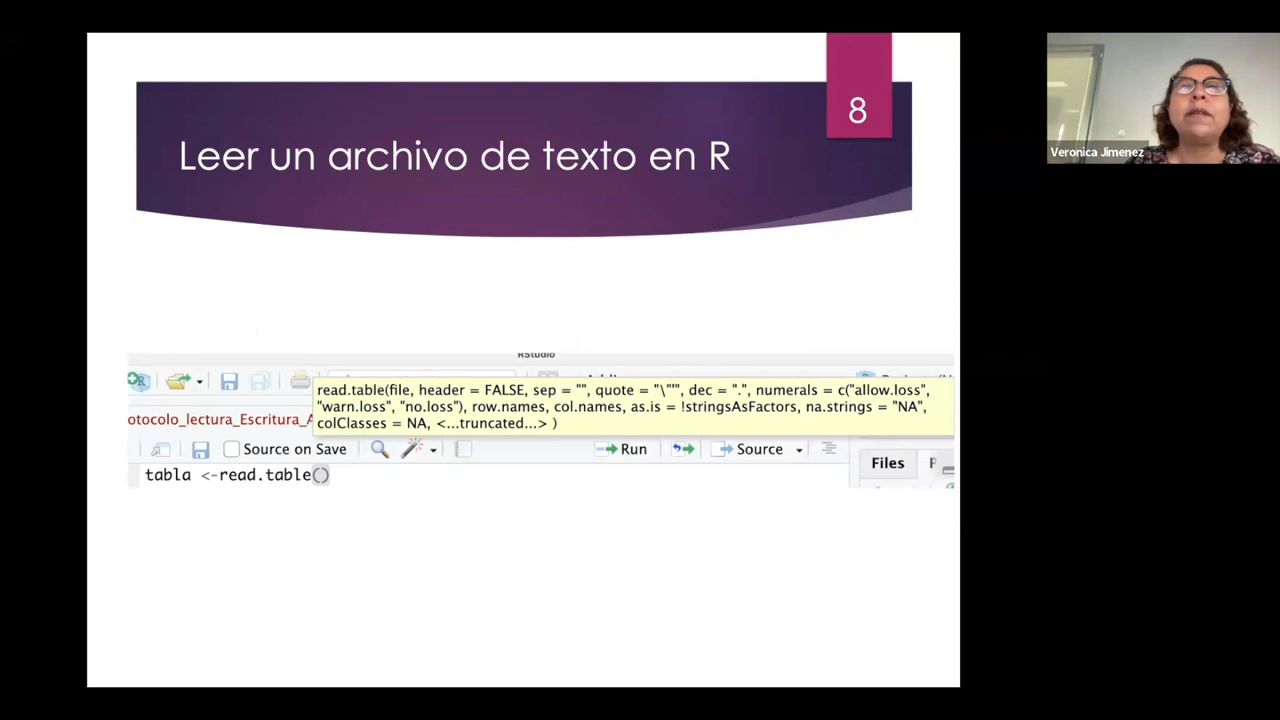 8
Leer un archivo de texto en R
Veronica Jimenez
RStudio
read.table(file, header = FALSE, sep = "", quote = "\"'", dec = ".", numerals = c("allow.loss",
"warn.loss", "no.loss"), row.names, col.names, as.is = !stringsAsFactors, na.strings = "NA",
colClasses = NA, <...truncated...> )
otocolo_lectura_Escritura_A
Source on Save
Run
Source
Files
P
tabla <-read.table()